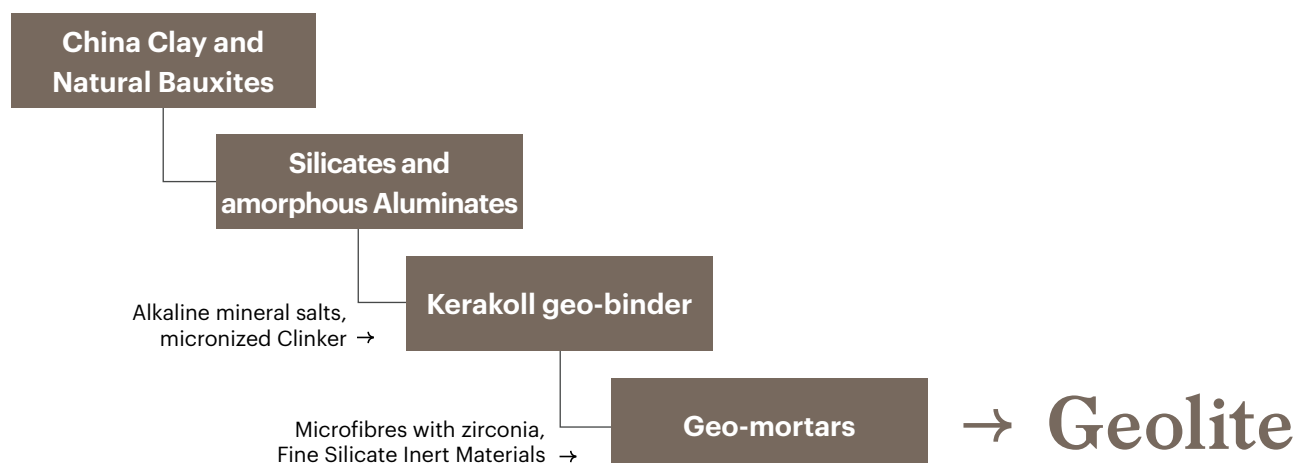 China Clay and
Natural Bauxites
Silicates and
amorphous Aluminates
Alkaline mineral salts,
micronized Clinker →
Kerakoll geo-binder
Microfibres with zirconia,
Fine Silicate Inert Materials →
Geo-mortars
→ Geolite